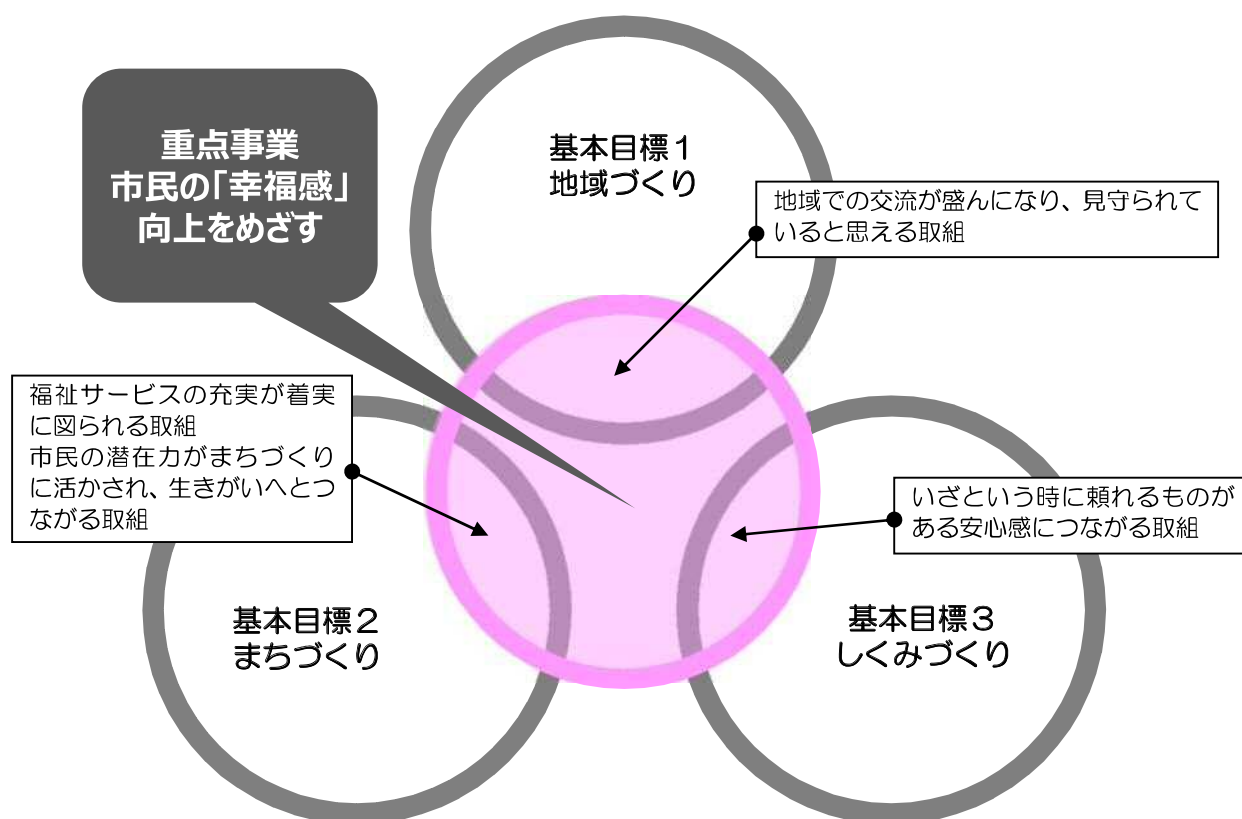 重点事業
市民の「幸福感」
向上をめざす
基本目標１
地域づくり
地域での交流が盛んになり、見守られて
いると思える取組
福祉サービスの充実が着実
に図られる取組
市民の潜在力がまちづくり
に活かされ、生きがいへとつ
ながる取組
いざという時に頼れるものが
ある安心感につながる取組
基本目標２
まちづくり
基本目標３
しくみづくり